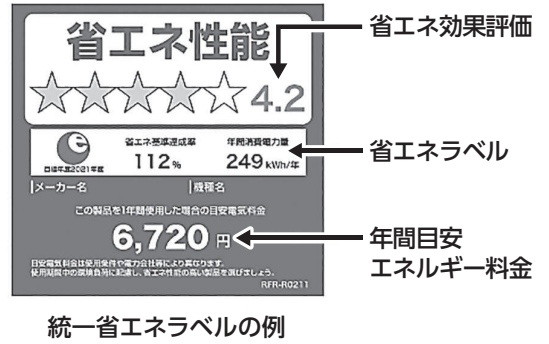 省エネ性能
4.2
省エネ効果評価
目標年度2021年度
省エネ基準達成率
112%
年間消費電力量
249kWh/年
省エネラベル
メーカー名
機種名
この製品を1年間使用した場合の目安電気料金
6,720円
年間目安
エネルギー料金
目安電気料金は使用条件や電力会社等により異なります。
使用期間中の環境負荷に配慮し、省エネ性能の高い製品を選びましょう。
RFR-R0211
統一省エネラベルの例